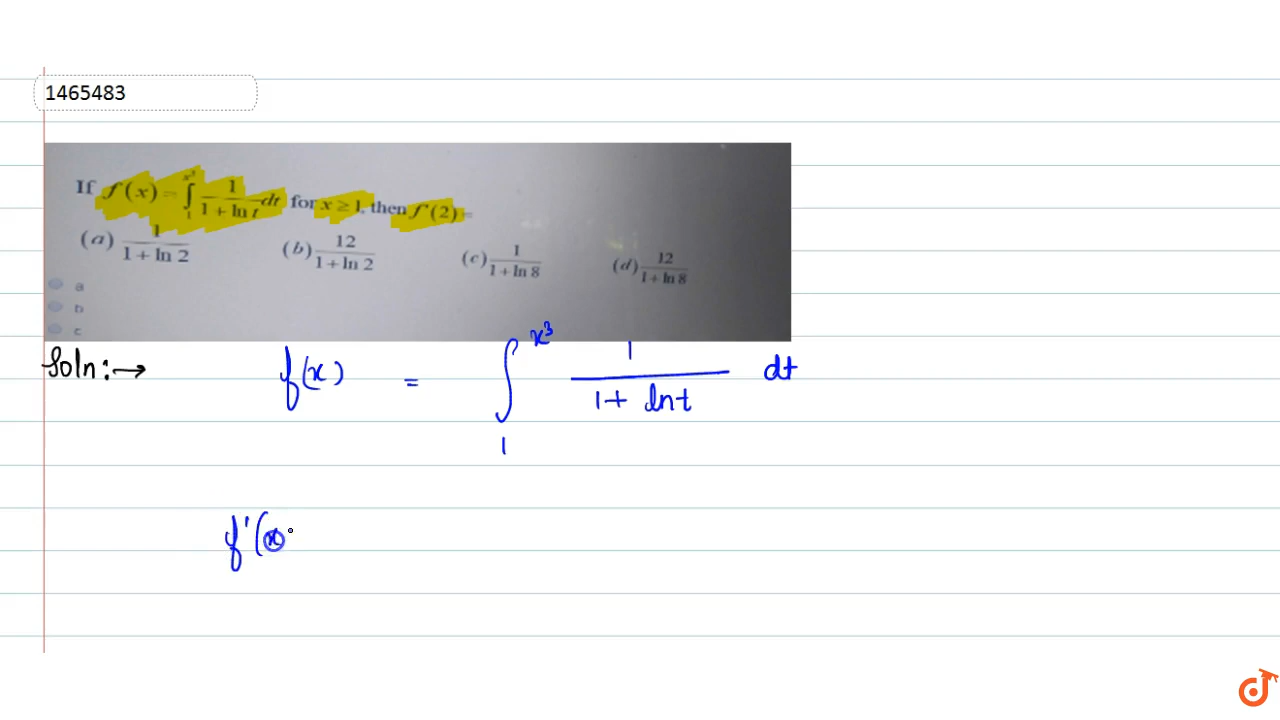 1465483
If f(x) = ∫₁^{x³} 1/(1 + ln t) dt for x ≥ 1, then f'(2) =
(a) 1/(1 + ln 2) (b) 12/(1 + ln 2) (c) 1/(1 + ln 8) (d) 12/(1 + ln 8)
a
b
c
Soln:→ f(x) = ∫₁^{x³} 1/(1 + ln t) dt
f'(x